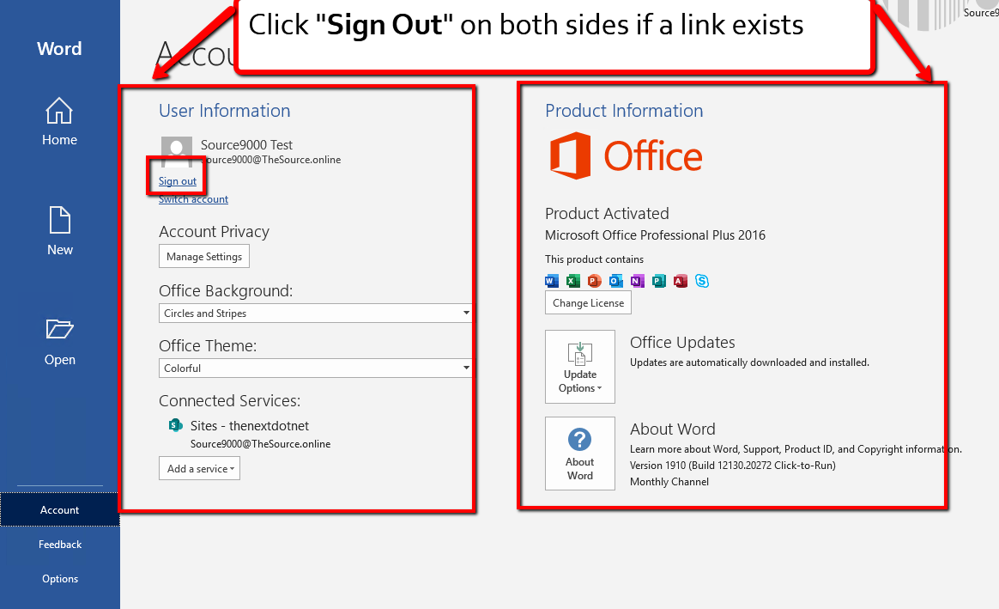 Click "Sign Out" on both sides if a link exists
Source9
Word
Accou
Home
New
Open
Account
Feedback
Options
User Information
Source9000 Test
ource9000@TheSource.online
Sign out
Switch account
Account Privacy
Manage Settings
Office Background:
Circles and Stripes
Office Theme:
Colorful
Connected Services:
S
Sites - thenextdotnet
Source9000@TheSource.online
Add a service
Product Information
Office
Product Activated
Microsoft Office Professional Plus 2016
This product contains
W X P O N P A S
Change License
Update
Options
Office Updates
Updates are automatically downloaded and installed.
?
About
Word
About Word
Learn more about Word, Support, Product ID, and Copyright information.
Version 1910 (Build 12130.20272 Click-to-Run)
Monthly Channel